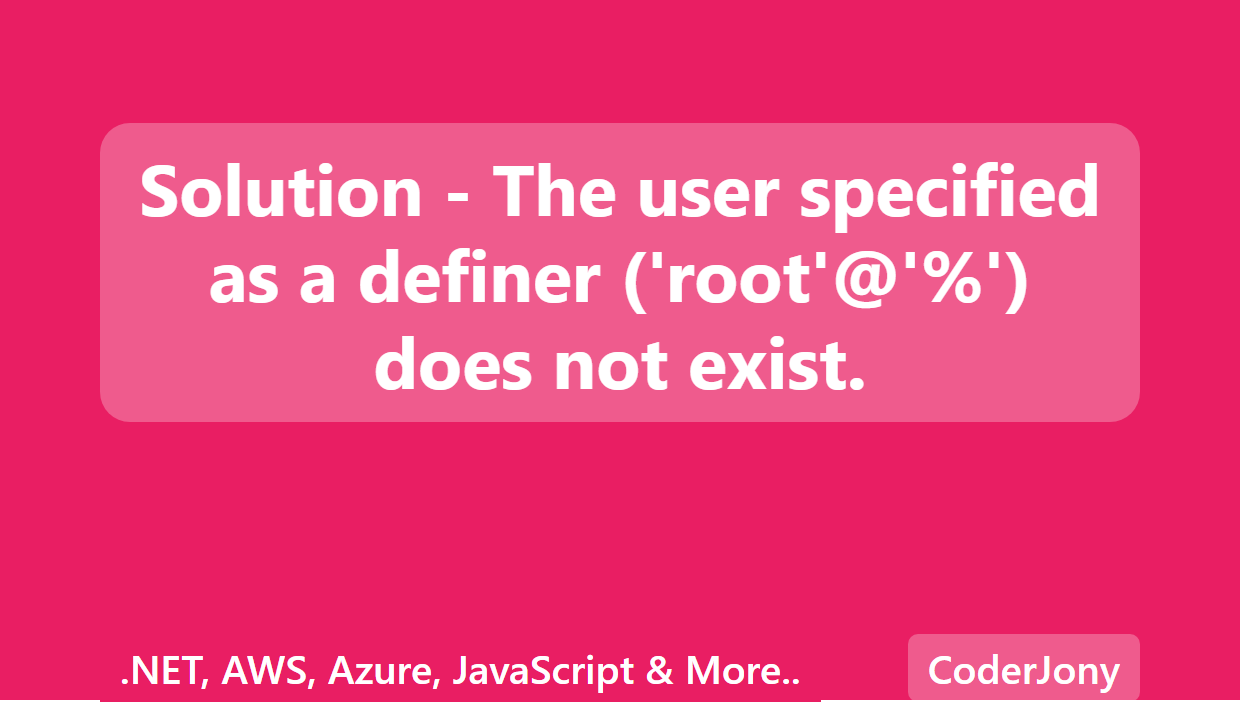 Solution - The user specified
as a definer ('root'@'%')
does not exist.
.NET, AWS, Azure, JavaScript & More..
CoderJony